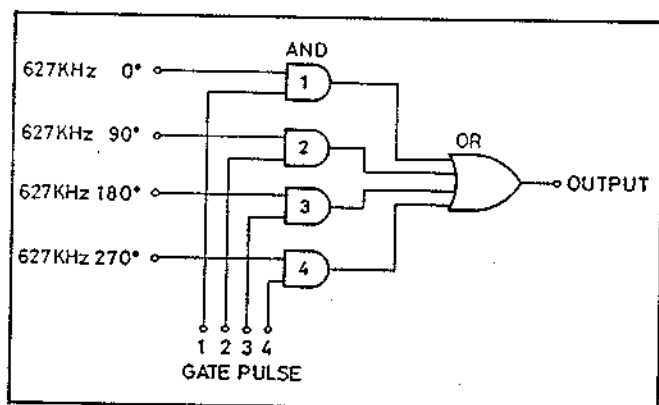 AND
627KHz 0°
1
627KHz 90°
2
OR
OUTPUT
627KHz 180°
3
627KHz 270°
4
1 2 3 4
GATE PULSE